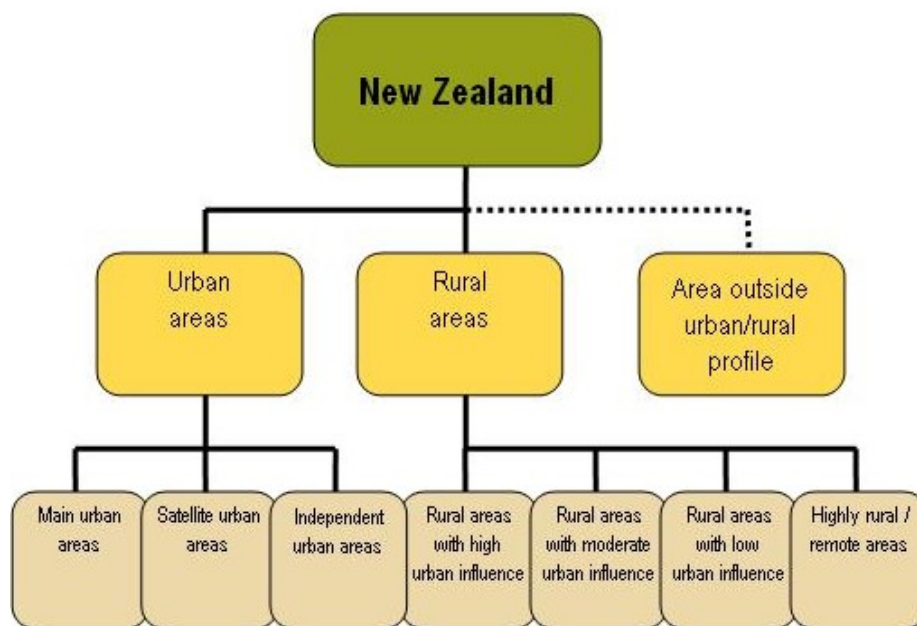 New Zealand
Urban
areas
Rural
areas
Area outside
urban/rural
profile
Main urban
areas
Satellite urban
areas
Independent
urban areas
Rural areas
with high
urban influence
Rural areas
with moderate
urban influence
Rural areas
with low
urban influence
Highly rural /
remote areas